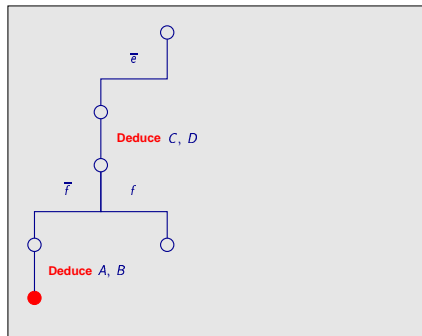 e̅
Deduce C, D
f̅ f
Deduce A, B